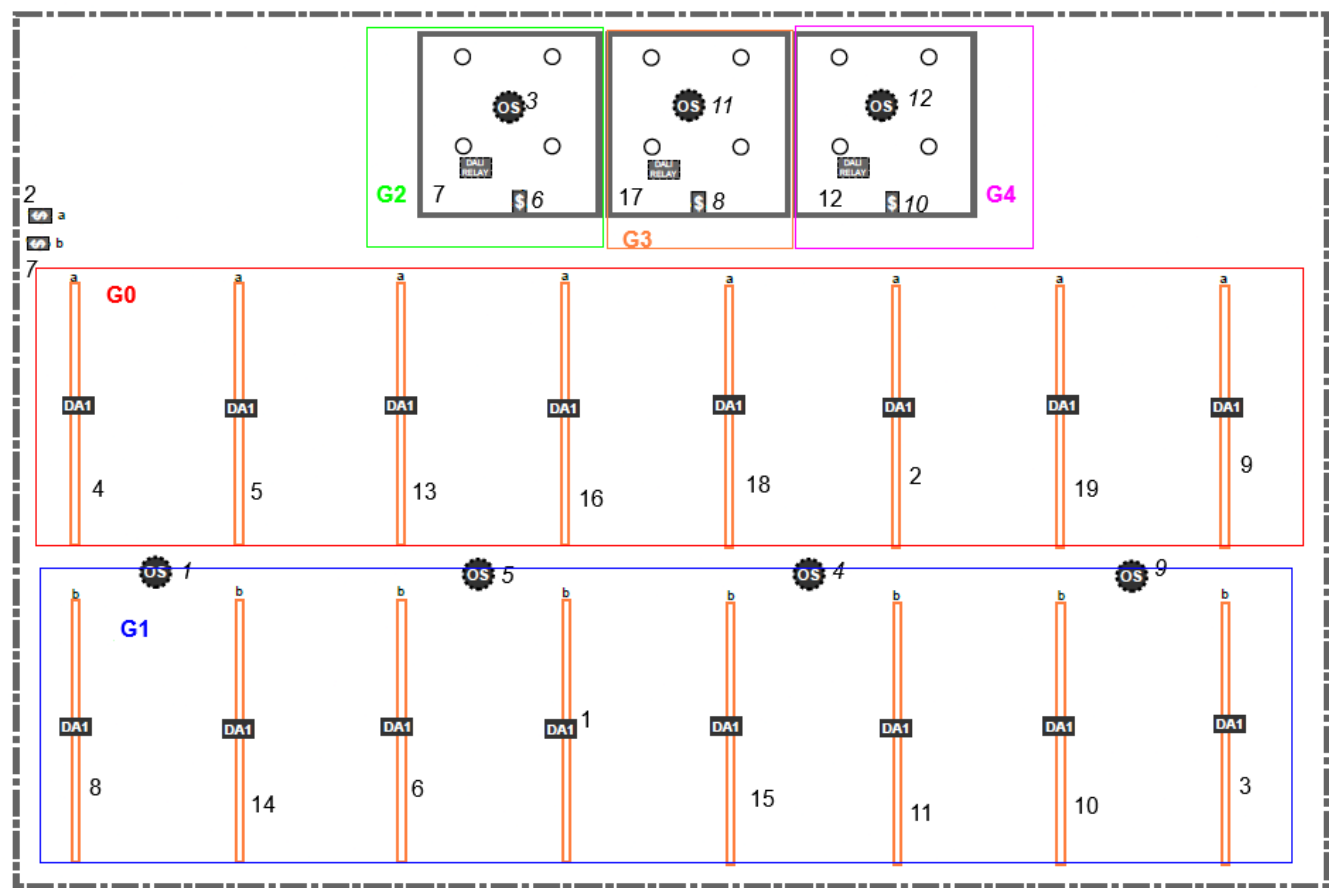 OS 3
OS 11
OS 12
DALI RELAY
DALI RELAY
DALI RELAY
G2
7
$ 6
17
$ 8
12
$ 10
G4
2
$ a
$ b
7
G3
a a a a a a a a
G0
DA1 DA1 DA1 DA1 DA1 DA1 DA1 DA1
4 5 13 16 18 2 19 9
OS 1 OS 5 OS 4 OS 9
b b b b b b b b
G1
DA1 DA1 DA1 DA1 1 DA1 DA1 DA1 DA1
8 14 6 15 11 10 3